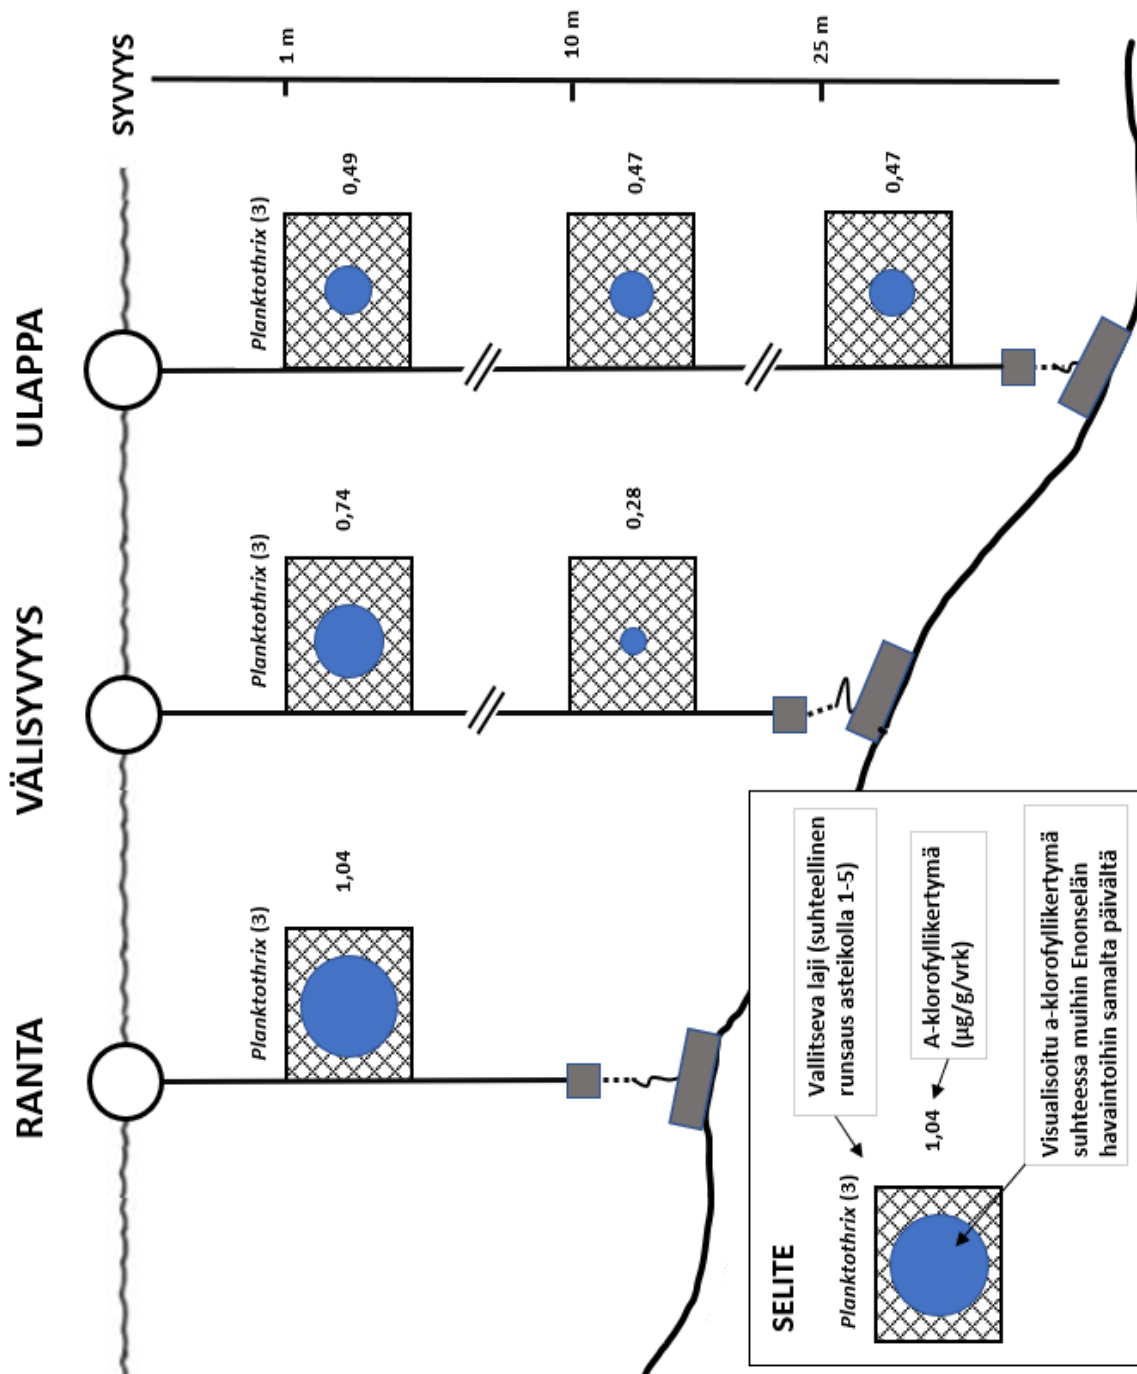 RANTA
VÄLISYVYYS
ULAPPA
SYVYYS
Planktothrix (3)
1,04
Planktothrix (3)
0,74
0,28
Planktothrix (3)
0,49
0,47
0,47
1 m
10 m
25 m
SELITE
Planktothrix (3)
1,04
Vallitseva laji (suhteellinen
runsaus asteikolla 1-5)
A-klorofyllikertymä
(µg/g/vrk)
Visualisoitu a-klorofyllikertymä
suhteessa muihin Enonselän
havaintoihin samalta päivältä